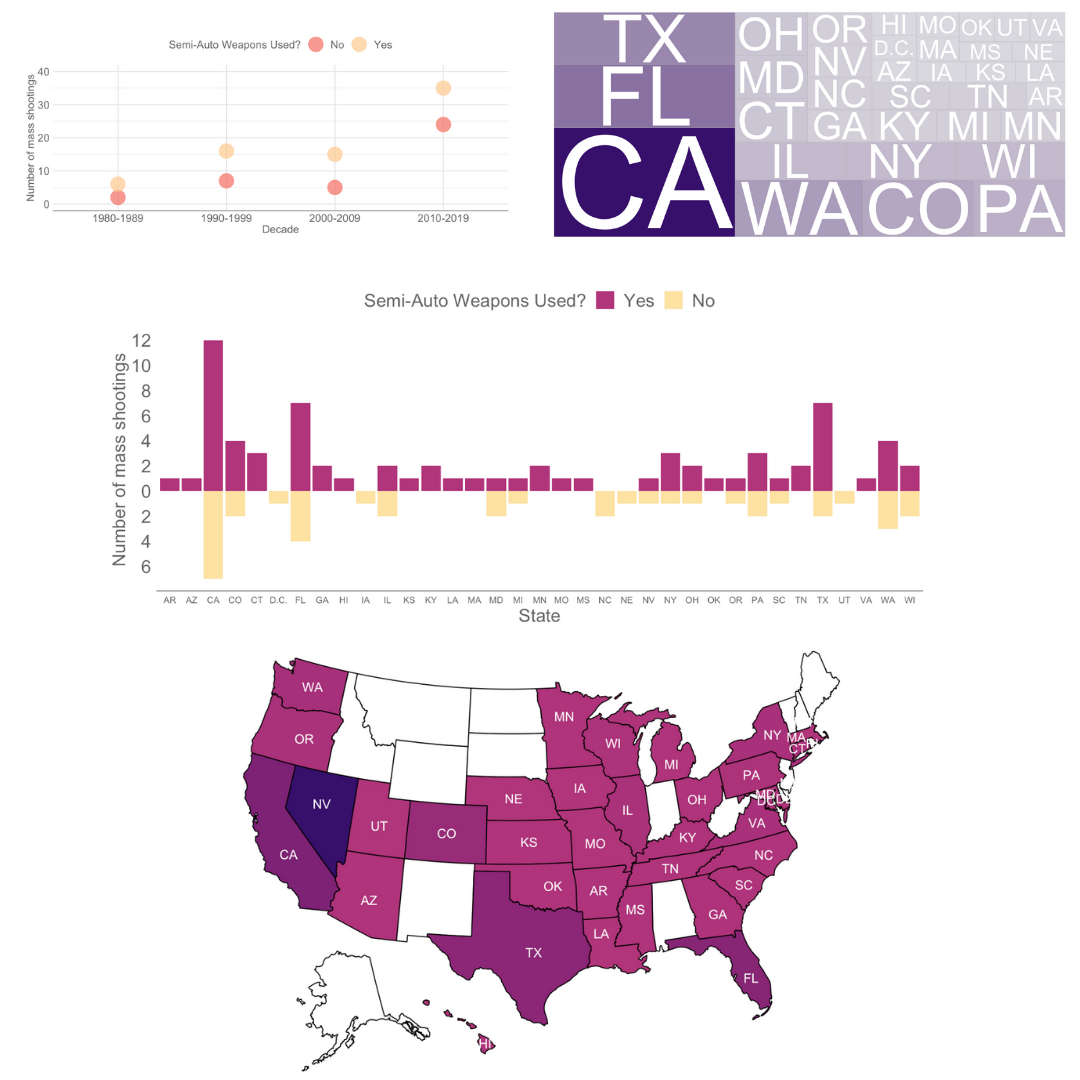 Semi-Auto Weapons Used? No Yes
Number of mass shootings
40
30
20
10
0
1980-1989 1990-1999 2000-2009 2010-2019
Decade
TX
FL
CA
OH OR HI MO OK UT VA
D.C. MA MS NE
MD NV AZ IA KS LA
NC SC TN AR
CT GA KY MI MN
IL NY WI
WA CO PA
Semi-Auto Weapons Used? Yes No
Number of mass shootings
12
10
8
6
4
2
0
2
4
6
AR AZ CA CO CT D.C. FL GA HI IA IL KS KY LA MA MD MI MN MO MS NC NE NV NY OH OK OR PA SC TN TX UT VA WA WI
State
WA
MN
OR
WI
NY MA
CT
MI
PA
NV
NE
IA
OH
MD
DC
UT
CO
IL
VA
CA
KS
MO
KY
NC
TN
AZ
OK
AR
SC
MS
GA
LA
TX
FL
HI